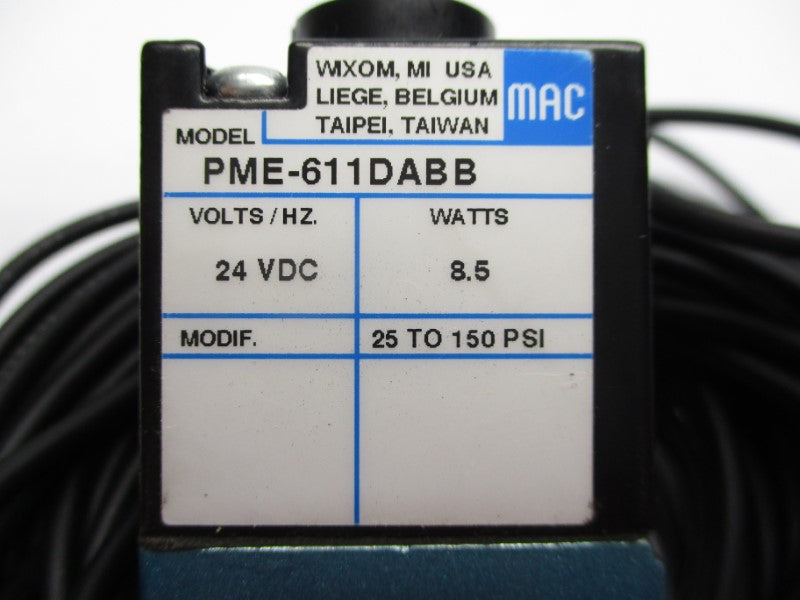 WIXOM, MI USA
LIEGE, BELGIUM
TAIPEI, TAIWAN
MAC
MODEL
PME-611DABB
VOLTS / HZ.
WATTS
24 VDC
8.5
MODIF.
25 TO 150 PSI